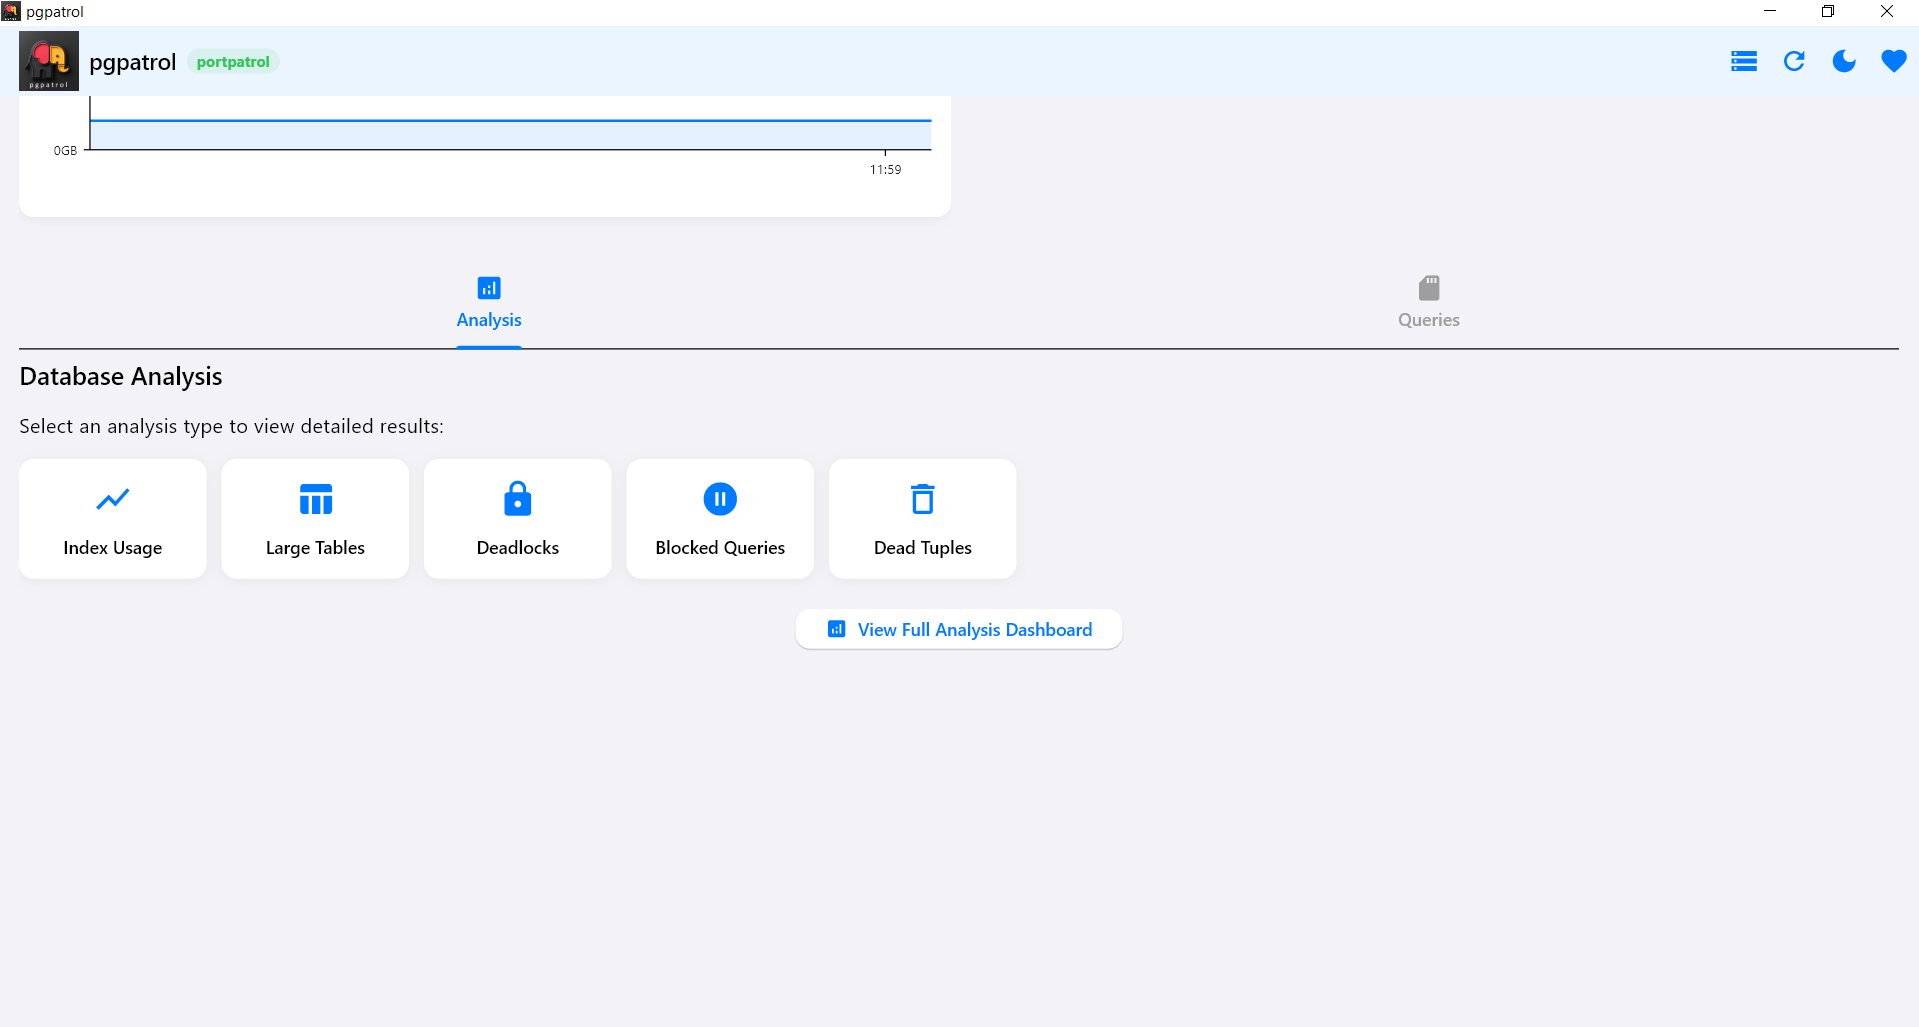 pgpatrol
pgpatrol portpatrol
pgpatrol
0GB
11:59
Analysis
Queries
Database Analysis
Select an analysis type to view detailed results:
Index Usage
Large Tables
Deadlocks
Blocked Queries
Dead Tuples
View Full Analysis Dashboard